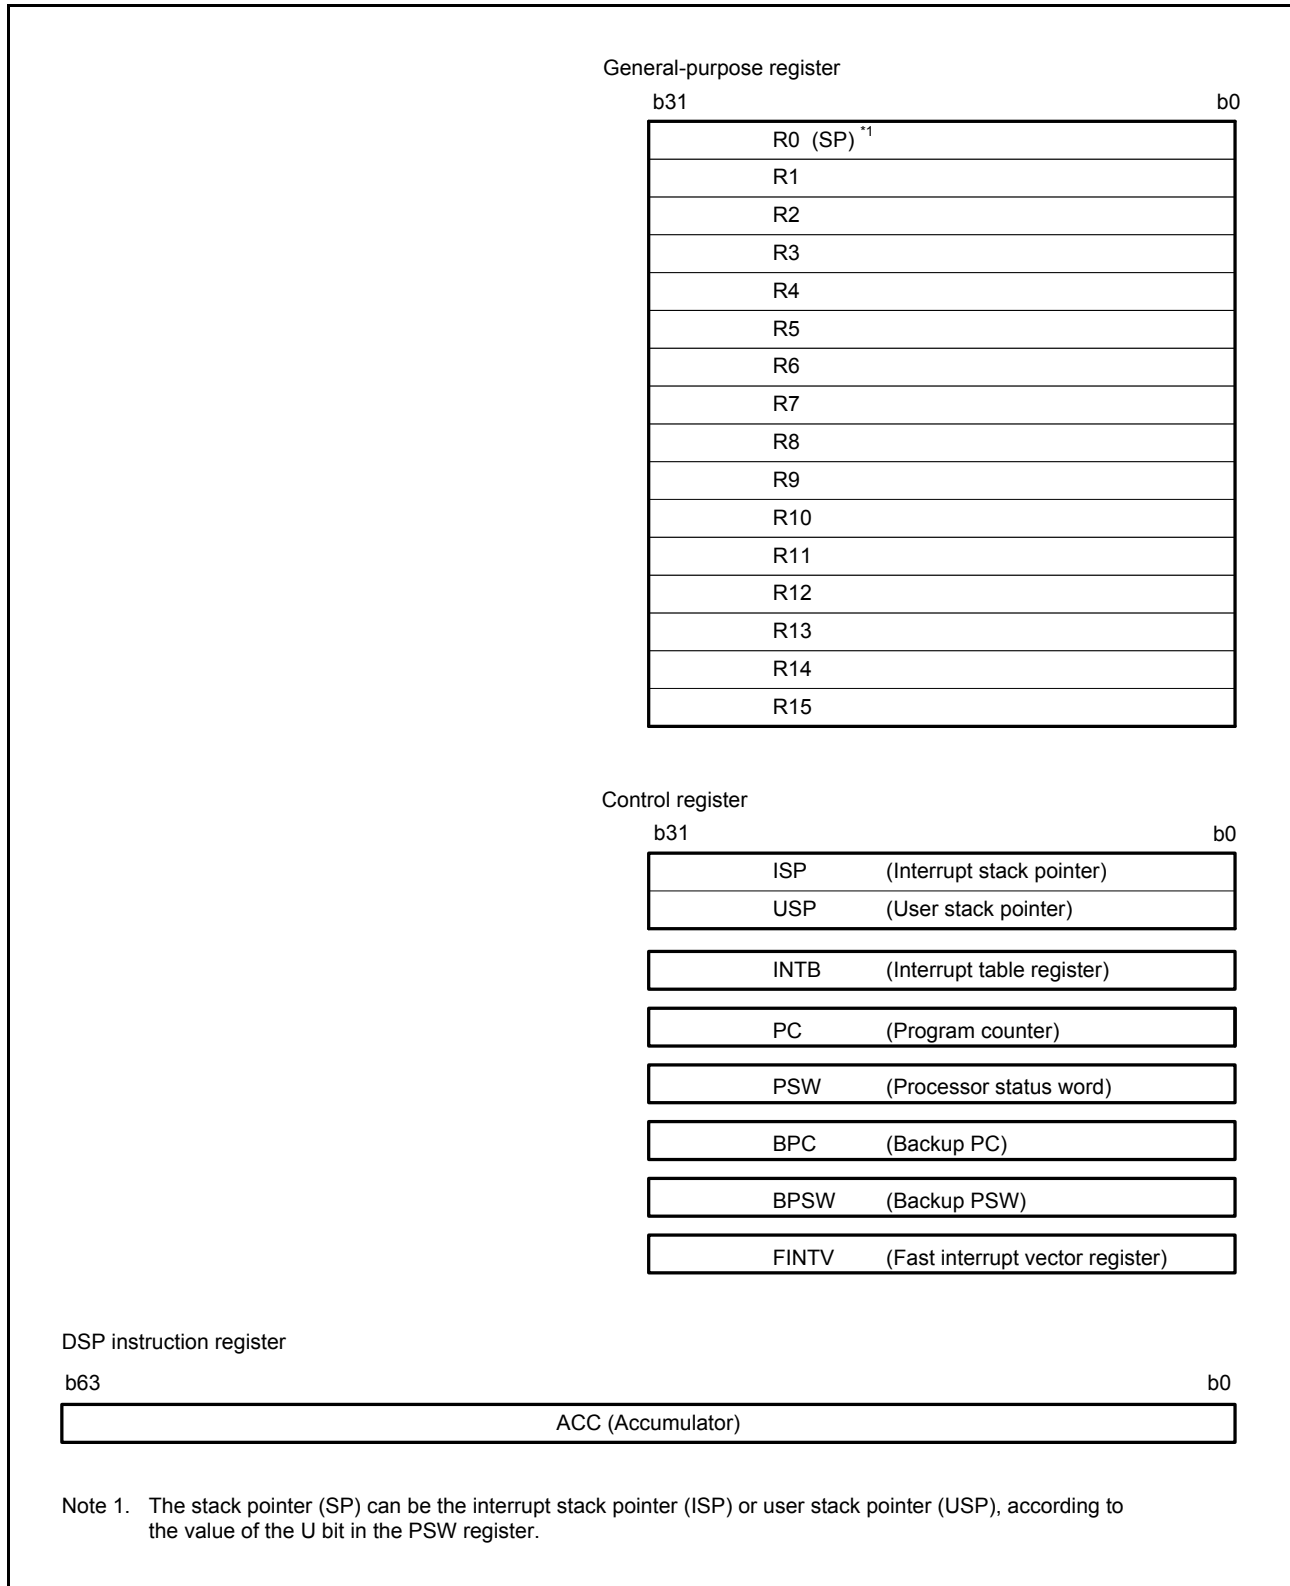 General-purpose register
b31 b0
R0 (SP) *1
R1
R2
R3
R4
R5
R6
R7
R8
R9
R10
R11
R12
R13
R14
R15
Control register
b31 b0
ISP (Interrupt stack pointer)
USP (User stack pointer)
INTB (Interrupt table register)
PC (Program counter)
PSW (Processor status word)
BPC (Backup PC)
BPSW (Backup PSW)
FINTV (Fast interrupt vector register)
DSP instruction register
b63 b0
ACC (Accumulator)
Note 1. The stack pointer (SP) can be the interrupt stack pointer (ISP) or user stack pointer (USP), according to
the value of the U bit in the PSW register.